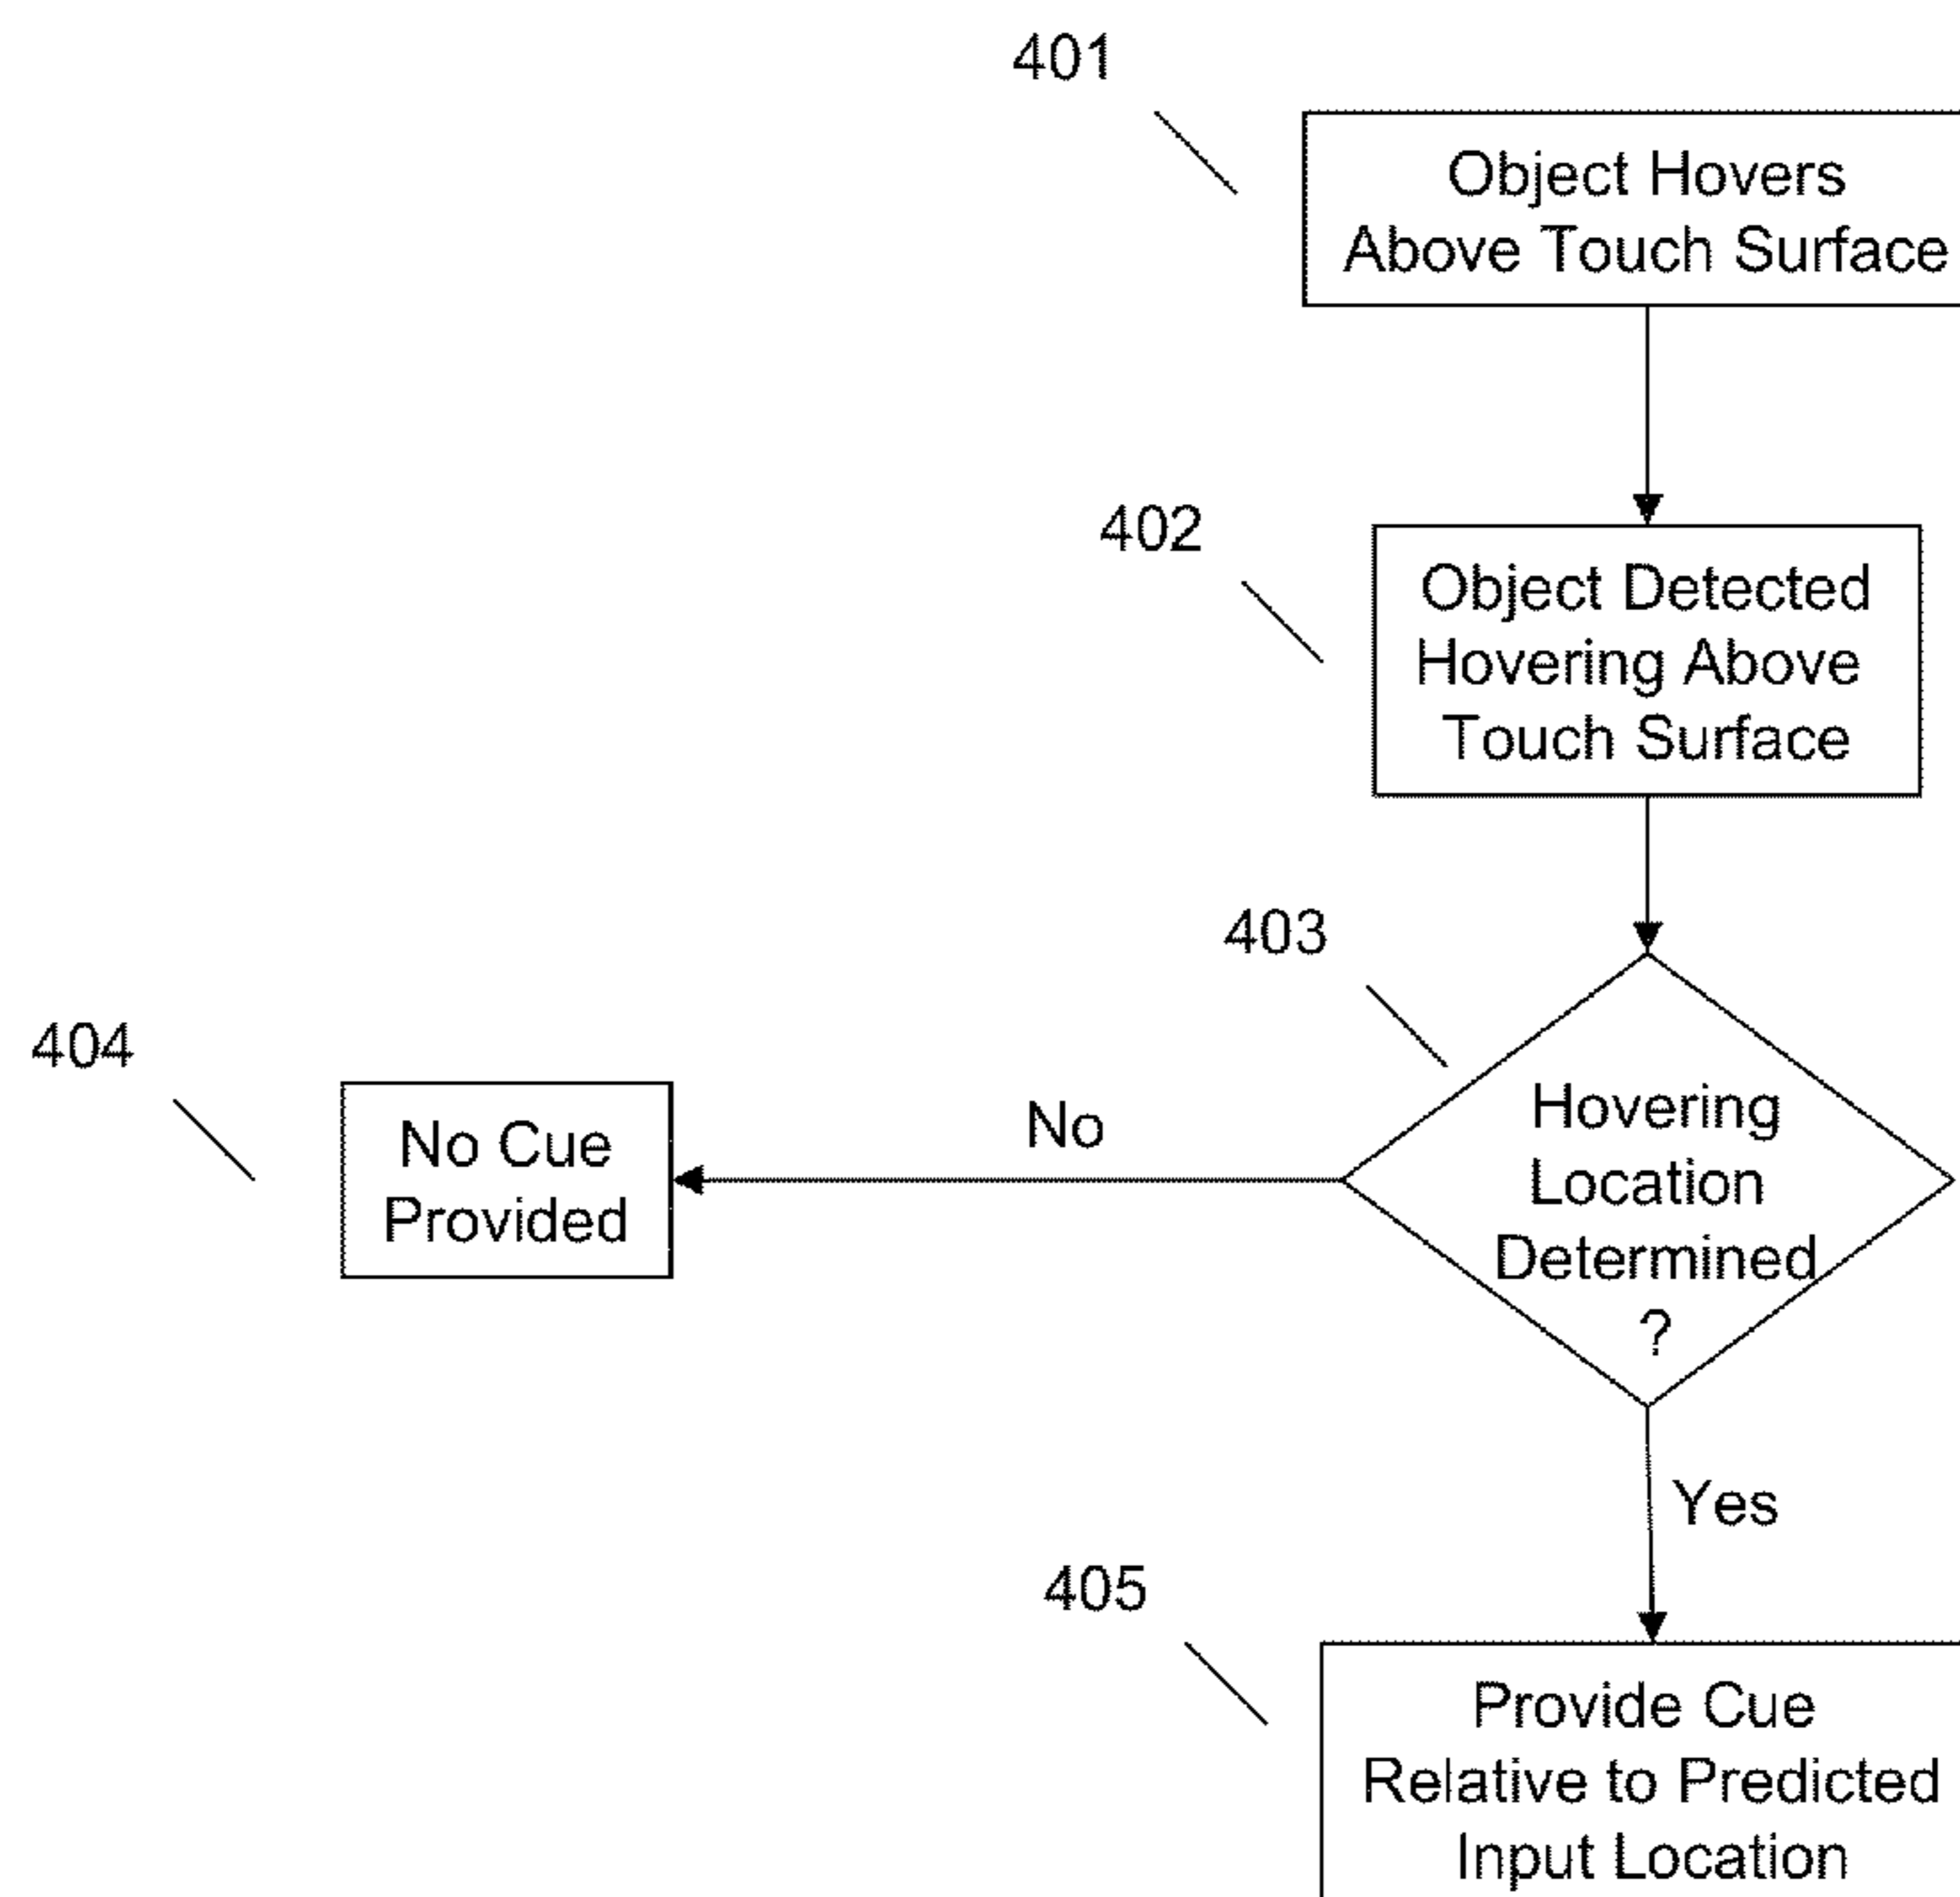 401
Object Hovers
Above Touch Surface
402
Object Detected
Hovering Above
Touch Surface
403
Hovering
Location
Determined
?
404
No Cue
Provided
No
Yes
405
Provide Cue
Relative to Predicted
Input Location